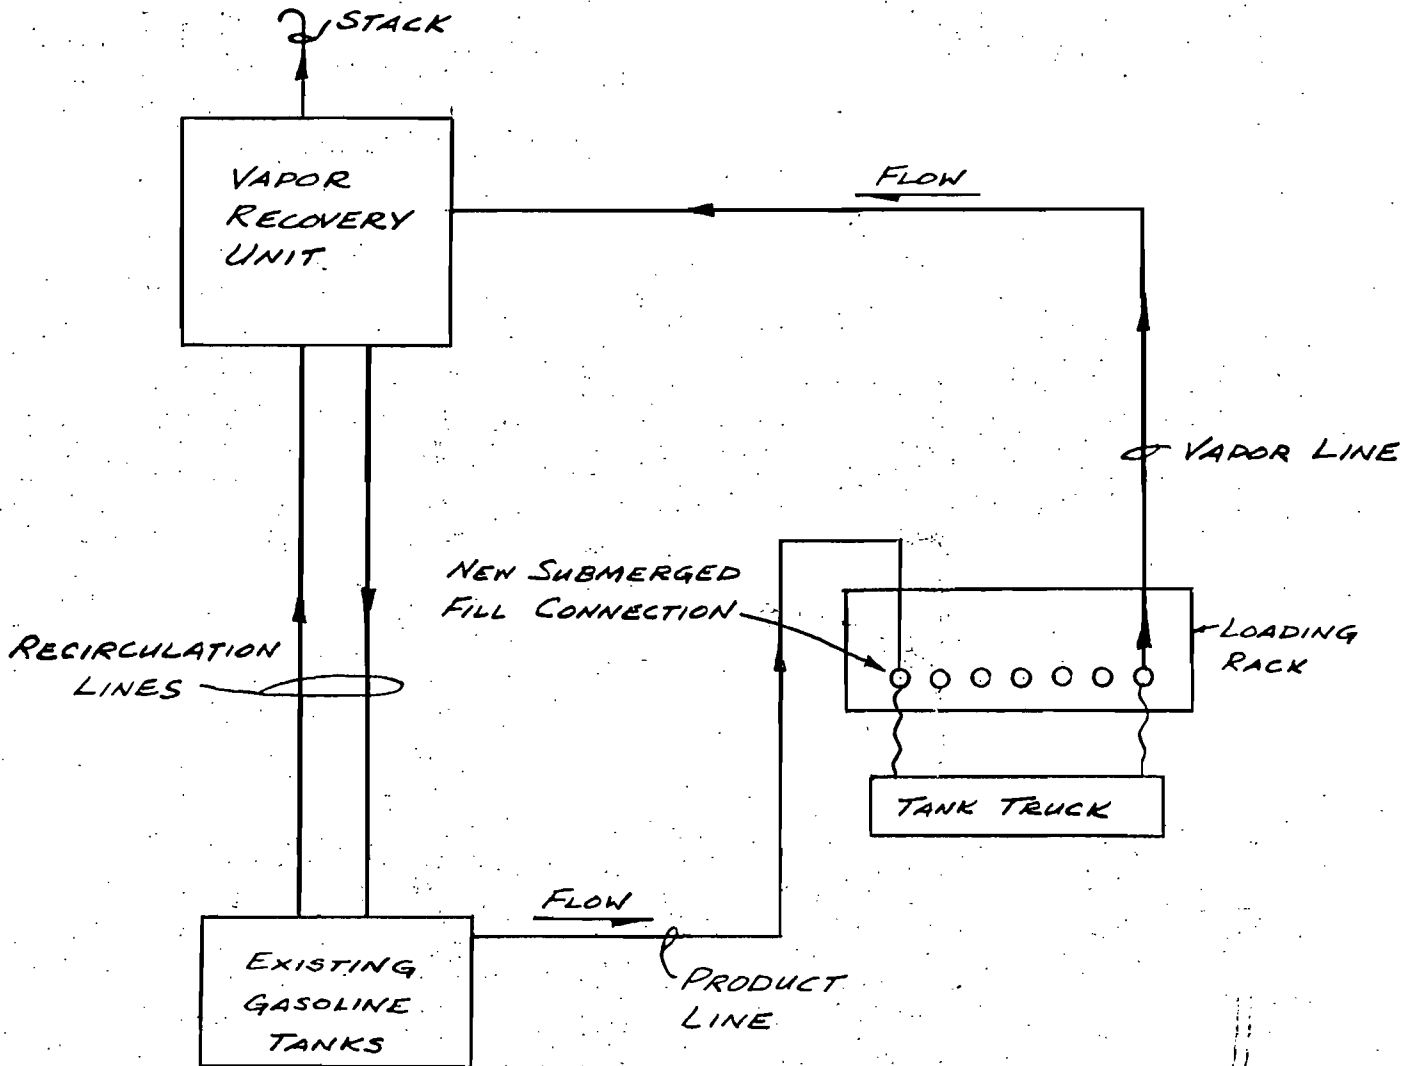 STACK
VAPOR
RECOVERY
UNIT
FLOW
VAPOR LINE
NEW SUBMERGED
FILL CONNECTION
LOADING
RACK
RECIRCULATION
LINES
TANK TRUCK
FLOW
EXISTING
GASOLINE
TANKS
PRODUCT
LINE